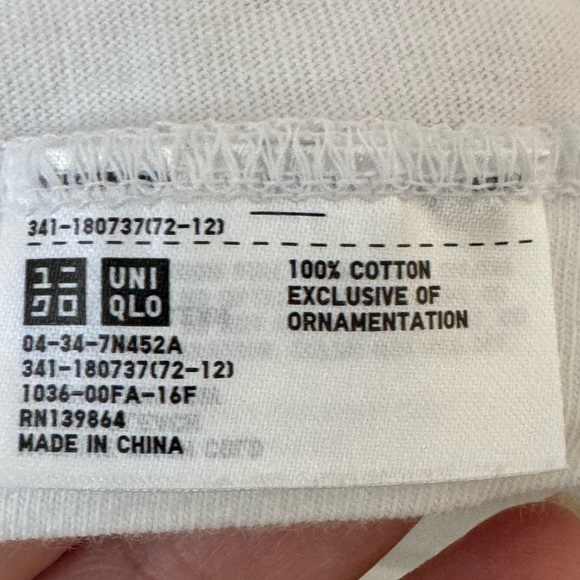 341-180737(72-12)
ユニ
クロ
UNI
QLO
04-34-7N452A
341-180737(72-12)
1036-00FA-16F
RN139864
MADE IN CHINA
100% COTTON
EXCLUSIVE OF
ORNAMENTATION